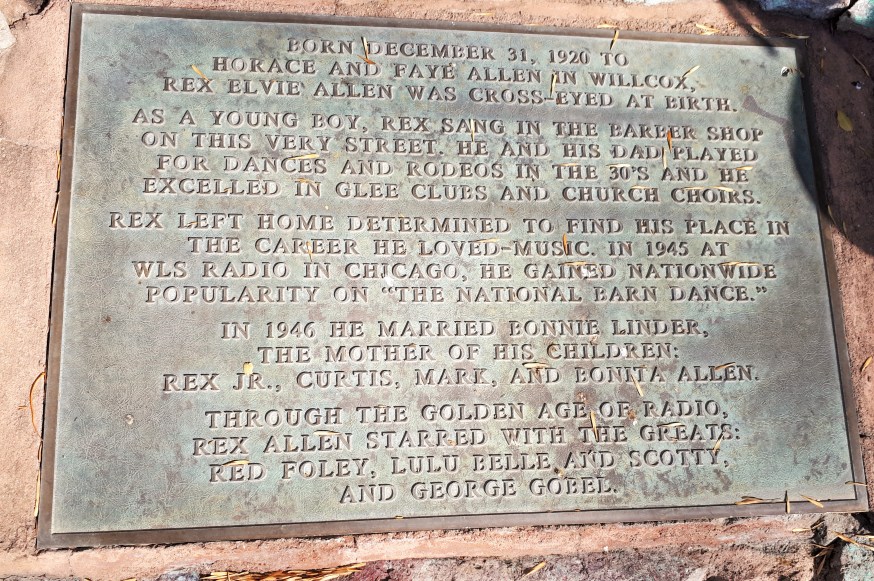 BORN DECEMBER 31, 1920 TO
HORACE AND FAYE ALLEN IN WILLCOX,
REX ELVIE ALLEN WAS CROSS-EYED AT BIRTH.
AS A YOUNG BOY, REX SANG IN THE BARBER SHOP
ON THIS VERY STREET. HE AND HIS DAD PLAYED
FOR DANCES AND RODEOS IN THE 30'S AND HE
EXCELLED IN GLEE CLUBS AND CHURCH CHOIRS.
REX LEFT HOME DETERMINED TO FIND HIS PLACE IN
THE CAREER HE LOVED-MUSIC. IN 1945 AT
WLS RADIO IN CHICAGO, HE GAINED NATIONWIDE
POPULARITY ON "THE NATIONAL BARN DANCE."
IN 1946 HE MARRIED BONNIE LINDER,
THE MOTHER OF HIS CHILDREN:
REX JR., CURTIS, MARK, AND BONITA ALLEN.
THROUGH THE GOLDEN AGE OF RADIO,
REX ALLEN STARRED WITH THE GREATS:
RED FOLEY, LULU BELLE AND SCOTTY,
AND GEORGE GOBEL.